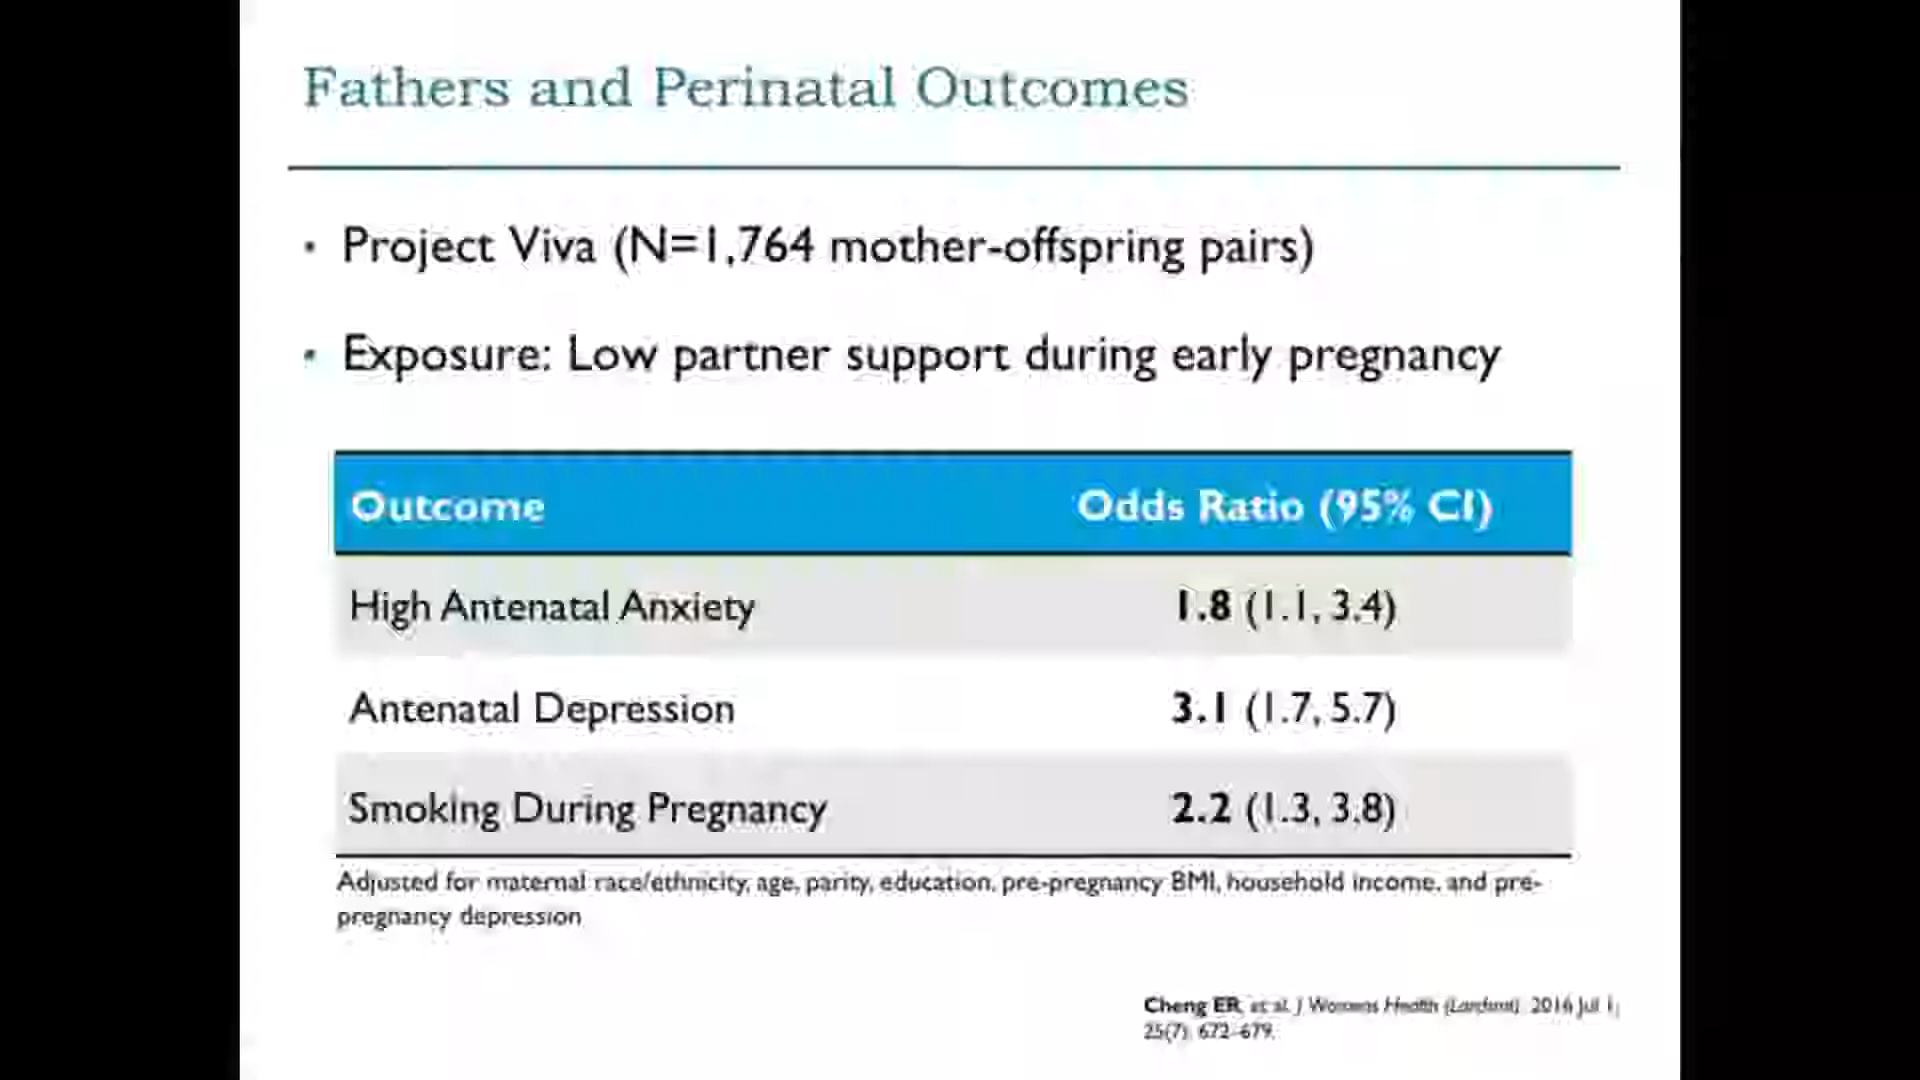 Fathers and Perinatal Outcomes
• Project Viva (N=1,764 mother-offspring pairs)
• Exposure: Low partner support during early pregnancy
Outcome Odds Ratio (95% CI)
High Antenatal Anxiety 1.8 (1.1, 3.4)
Antenatal Depression 3.1 (1.7, 5.7)
Smoking During Pregnancy 2.2 (1.3, 3.8)
Adjusted for maternal race/ethnicity, age, parity, education, pre-pregnancy BMI, household income, and pre-
pregnancy depression
Cheng ER, et al. J Womens Health (Larchmt). 2016 Jul 1;
25(7): 672-679.